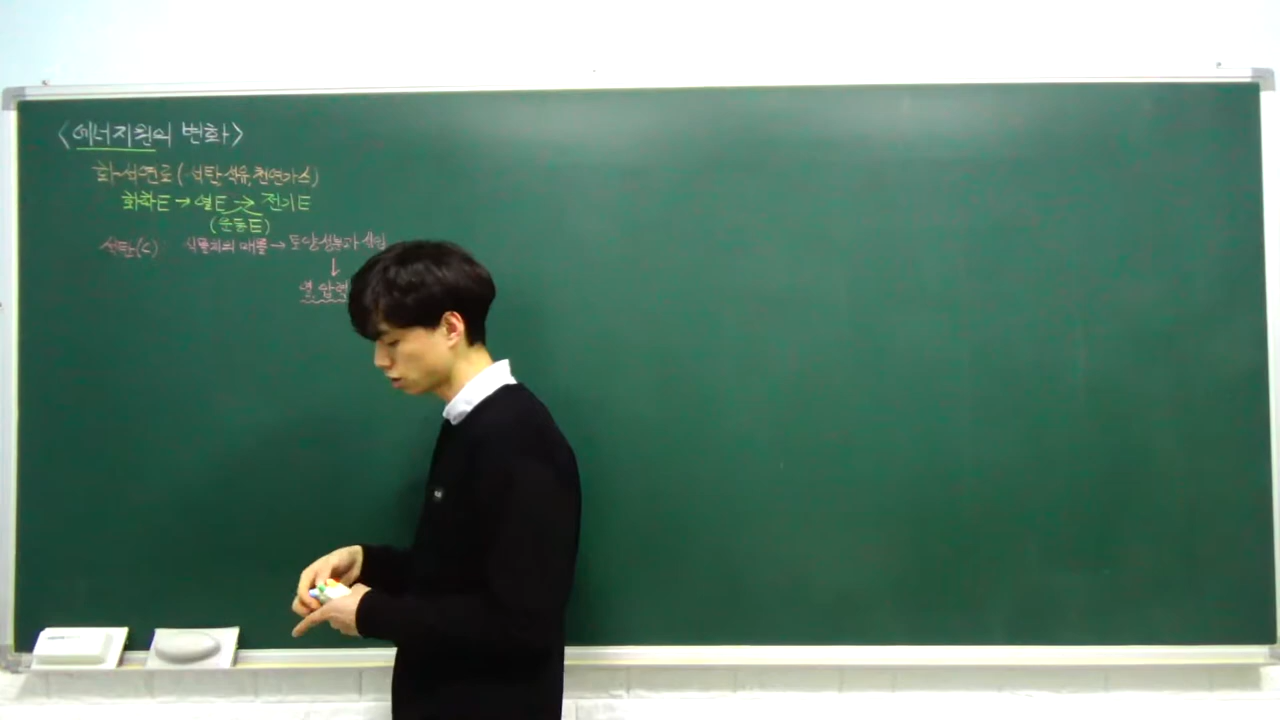 <에너지원의 변화>
화석연료(석탄,석유,천연가스)
화학E → 열E → 전기E
(운동E)
석탄(C): 식물체의 매몰 → 토양성분과
↓
열, 압력